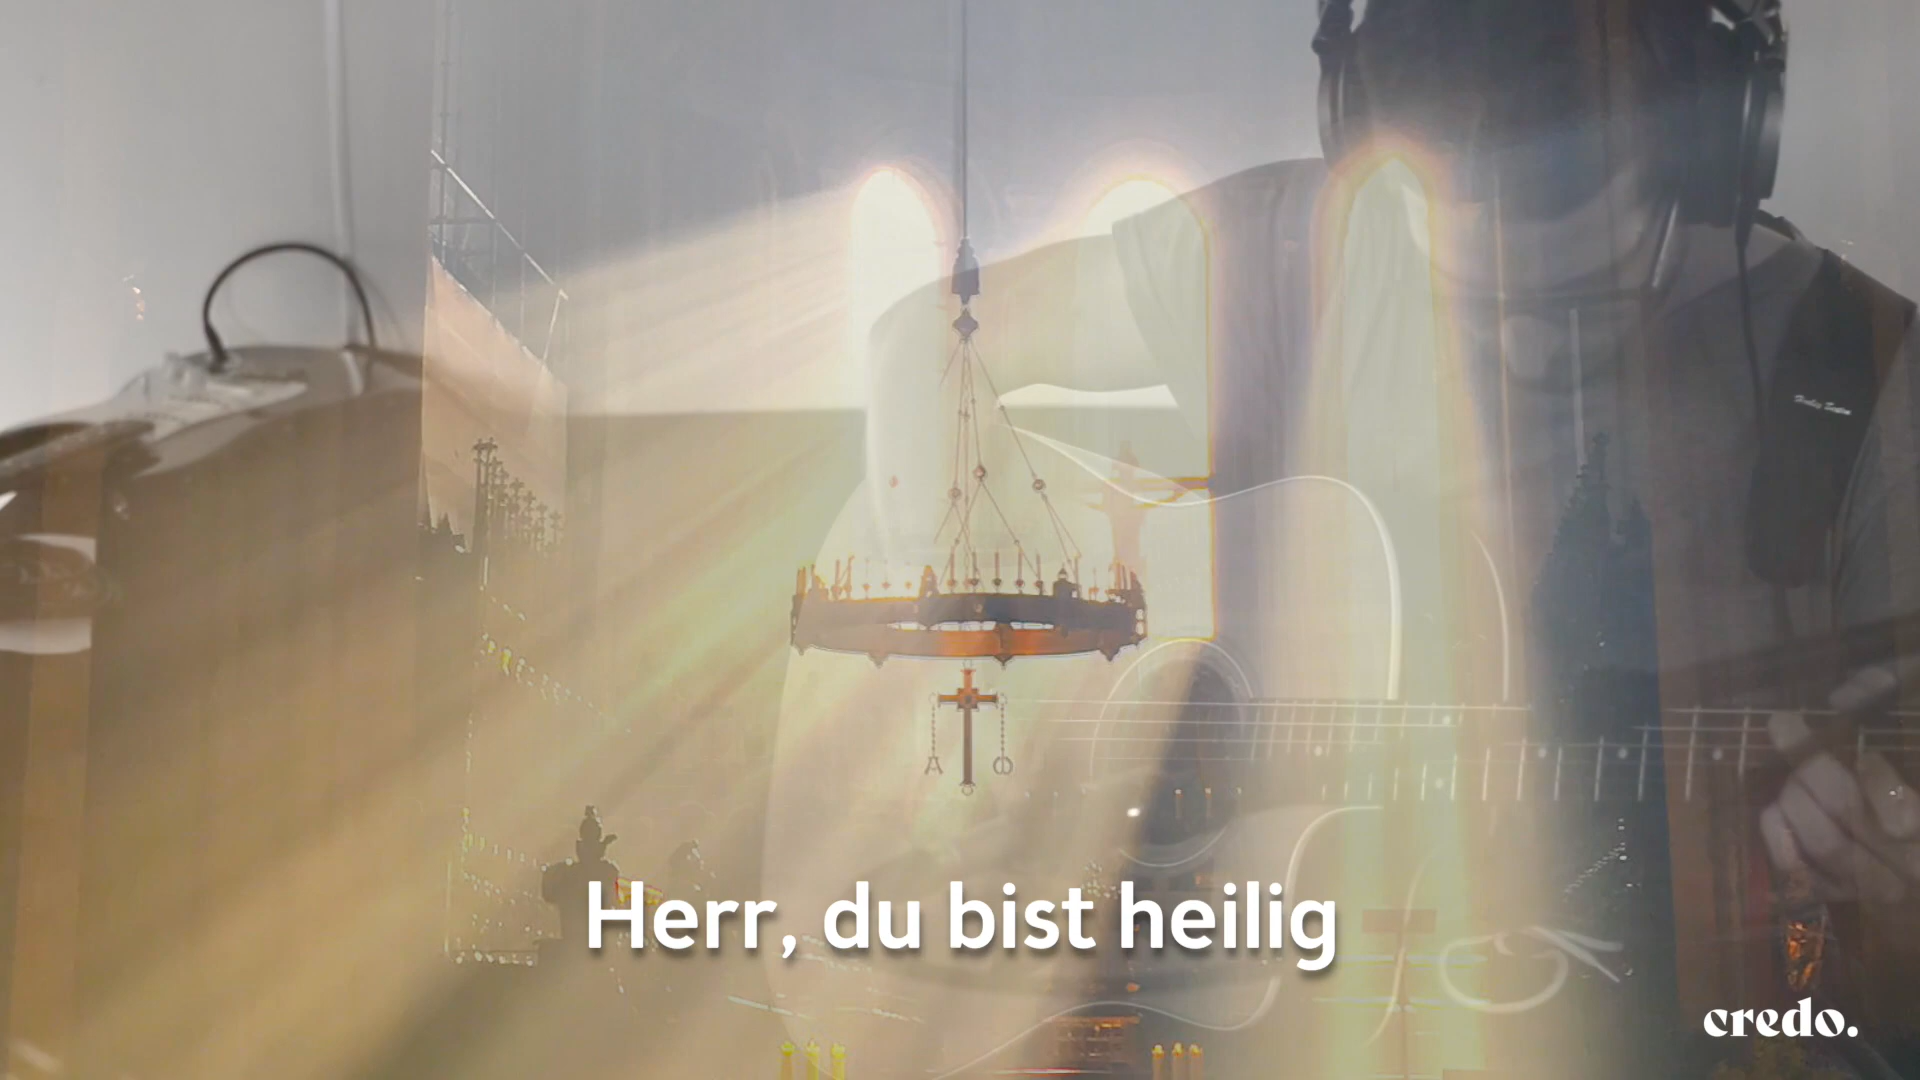 Herr, du bist heilig
credo.